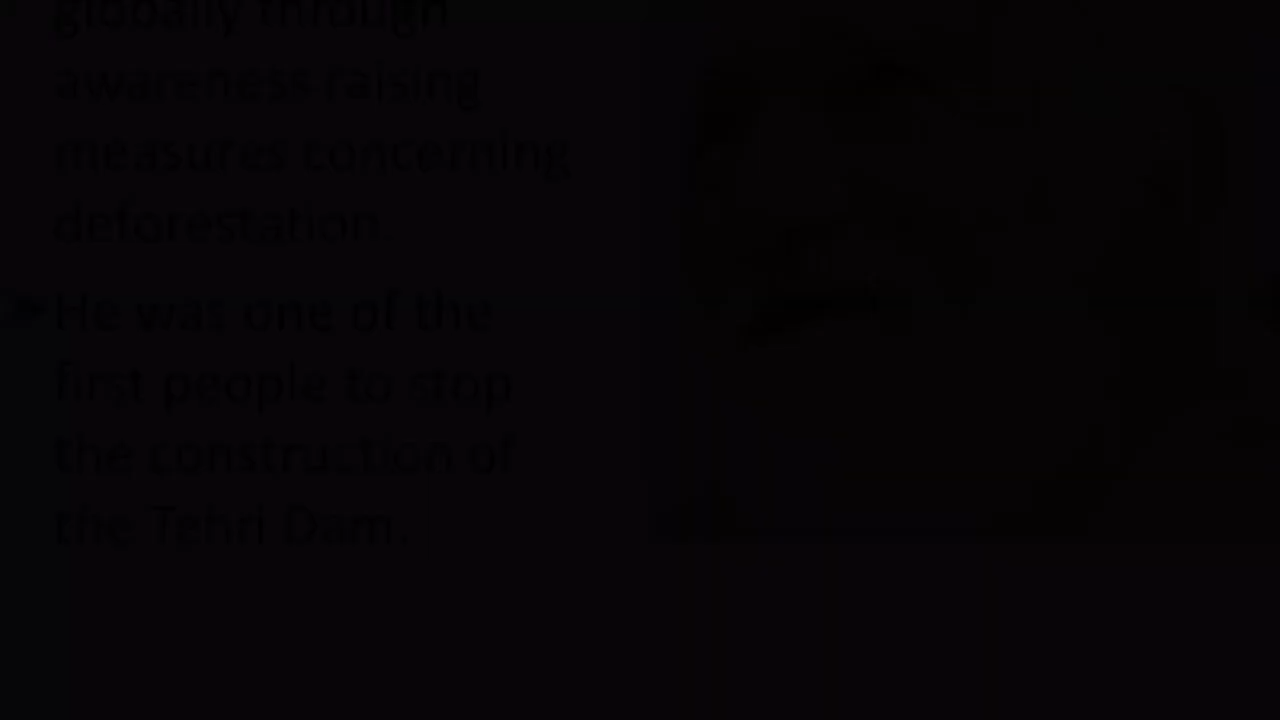 globally through
awareness-raising
measures concerning
deforestation.
He was one of the
first people to stop
the construction of
the Tehri Dam.